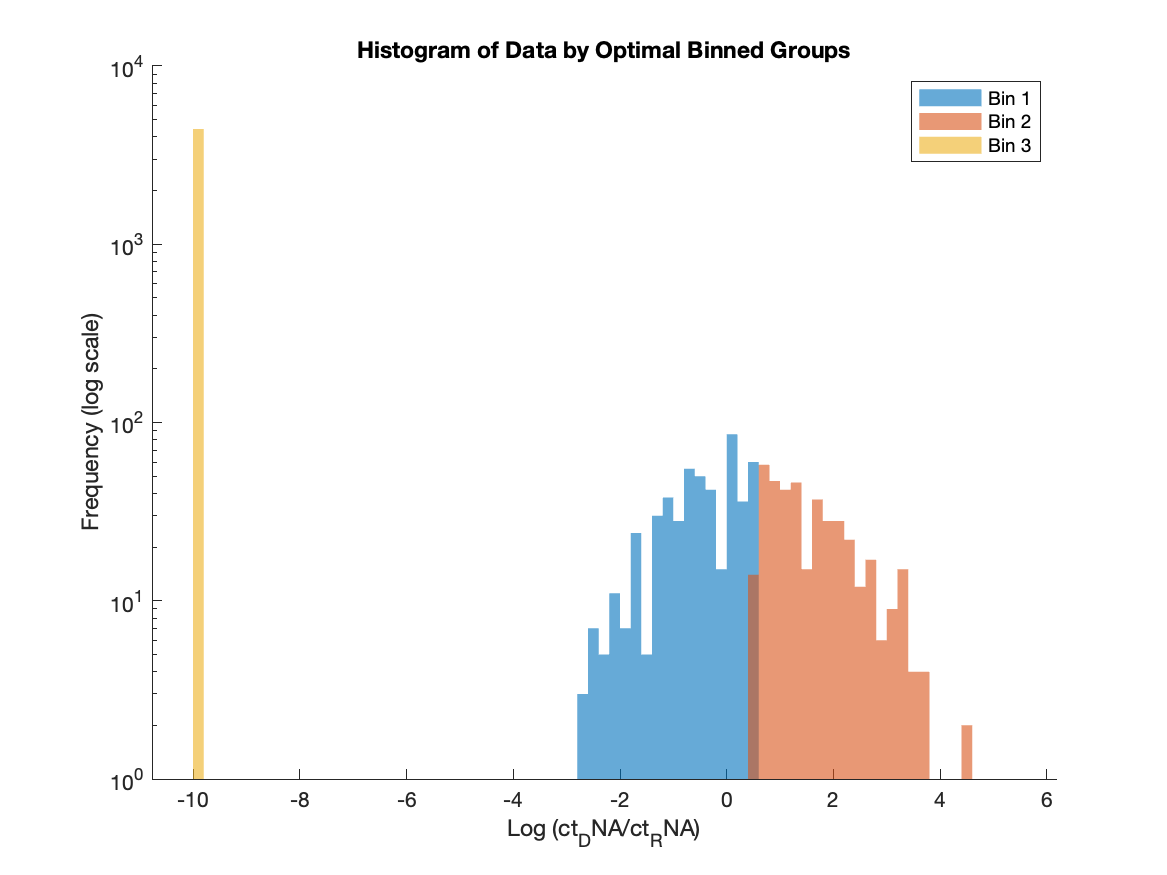 Histogram of Data by Optimal Binned Groups
10^4
10^3
10^2
10^1
10^0
Frequency (log scale)
Bin 1
Bin 2
Bin 3
-10 -8 -6 -4 -2 0 2 4 6
Log (ct_DNA/ct_RNA)